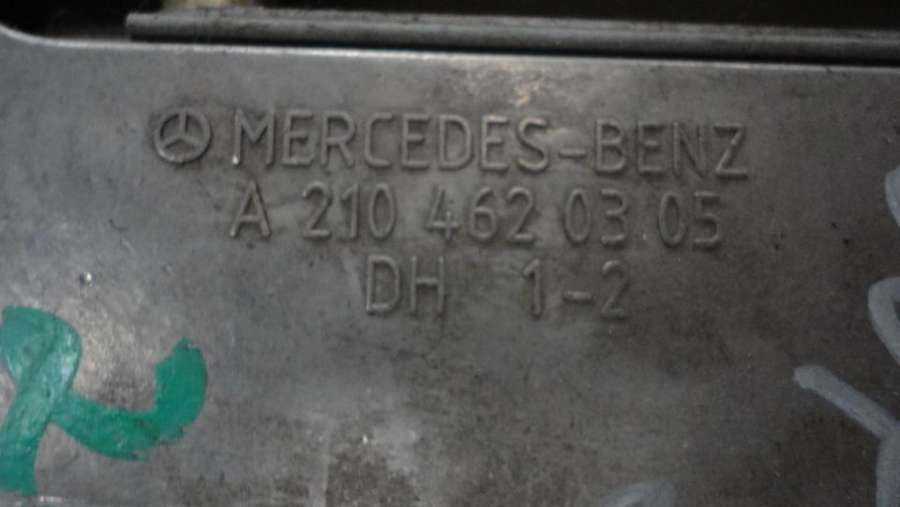 MERCEDES-BENZ
A 210 462 03 05
DH 1-2